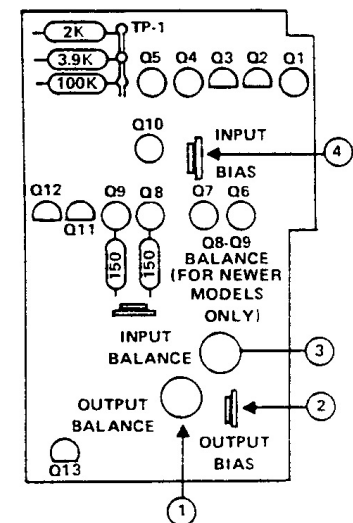 2K
TP-1
3.9K
100K
Q5 Q4 Q3 Q2 Q1
Q10
INPUT
BIAS
4
Q12
Q11
Q9
Q8
Q7
Q6
150
150
Q8-Q9
BALANCE
(FOR NEWER
MODELS
ONLY)
INPUT
BALANCE
3
OUTPUT
BALANCE
2
OUTPUT
BIAS
Q13
1